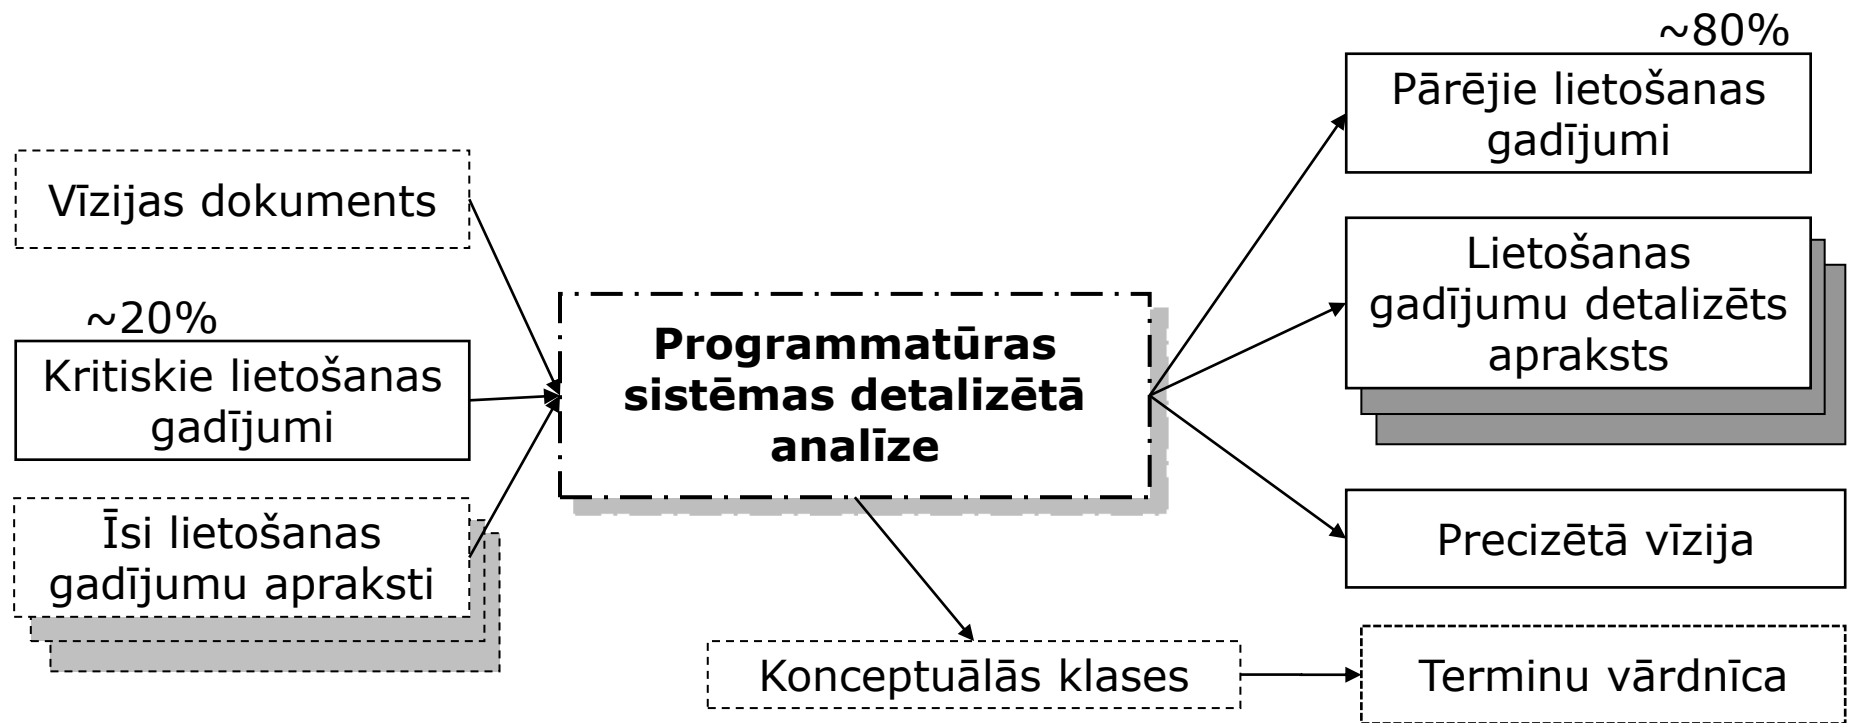 Vīzijas dokuments
~20%
Kritiskie lietošanas
gadījumi
Īsi lietošanas
gadījumu apraksti
Programmatūras
sistēmas detalizētā
analīze
~80%
Pārējie lietošanas
gadījumi
Lietošanas
gadījumu detalizēts
apraksts
Precizētā vīzija
Konceptuālās klases
Terminu vārdnīca